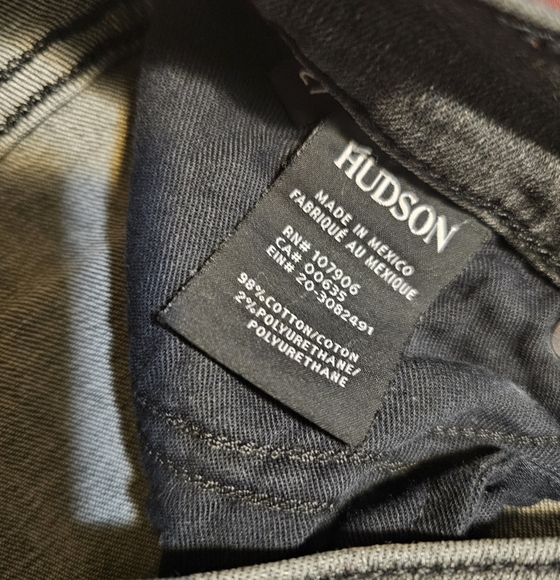 HUDSON
MADE IN MEXICO
FABRIQUÉ AU MEXIQUE
RN# 107906
CA# 00635
EIN# 20-3082491
98%COTTON/COTON
2%POLYURETHANE/
POLYURETHANE